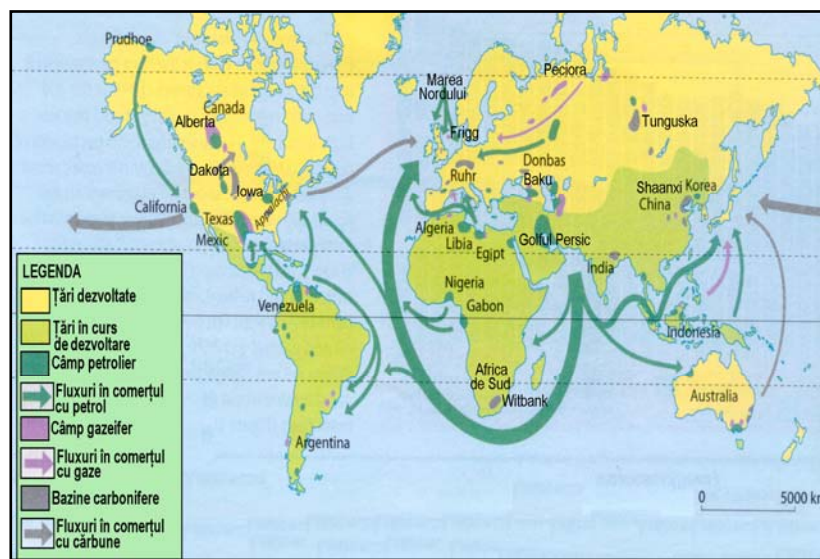 Prudhoe
Canada
Alberta
Dakota
Iowa
Appalachi
California
Texas
Mexic
Venezuela
Argentina
Marea
Nordului
Frigg
Peciora
Tunguska
Donbas
Ruhr
Baku
Shaanxi
Korea
China
Algeria
Libia
Egipt
Golful Persic
India
Nigeria
Gabon
Indonesia
Africa
de Sud
Witbank
Australia
0 5000 km
LEGENDA
Țări dezvoltate
Țări în curs
de dezvoltare
Câmp petrolier
Fluxuri în comerțul
cu petrol
Câmp gazeifer
Fluxuri în comerțul
cu gaze
Bazine carbonifere
Fluxuri în comerțul
cu cărbune